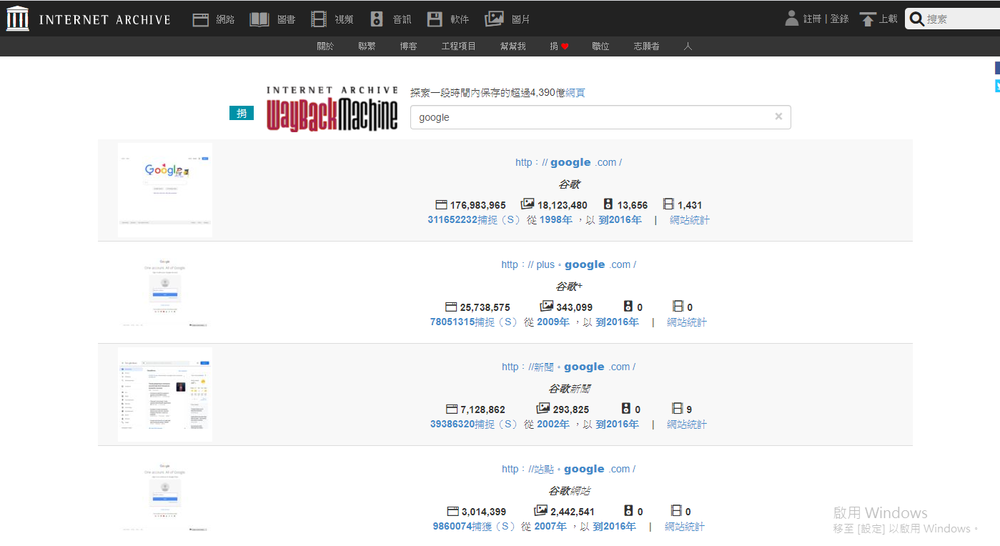 INTERNET ARCHIVE 網路 圖書 視頻 音訊 軟件 圖片 註冊 | 登錄 上載 搜索
關於 聯繫 博客 工程項目 幫幫我 捐 職位 志願者 人
INTERNET ARCHIVE
WayBackMachine
捐
探索一段時間內保存的超過4,390億網頁
google
Google
http：// google .com /
谷歌
176,983,965 18,123,480 13,656 1,431
311652232捕捉（S） 從 1998年 ，以 到2016年 | 網站統計
Google
One account. All of Google.
http：// plus。google .com /
谷歌+
25,738,575 343,099 0 0
78051315捕捉（S） 從 2009年 ，以 到2016年 | 網站統計
http：//新聞。google .com /
谷歌新聞
7,128,862 293,825 0 9
39386320捕捉（S） 從 2002年 ，以 到2016年 | 網站統計
Google
One account. All of Google.
http：//站點。google .com /
谷歌網站
3,014,399 2,442,541 0 0
9860074捕獲（S） 從 2007年 ，以 到2016年 | 網站統計
啟用 Windows
移至 [設定] 以啟用 Windows。